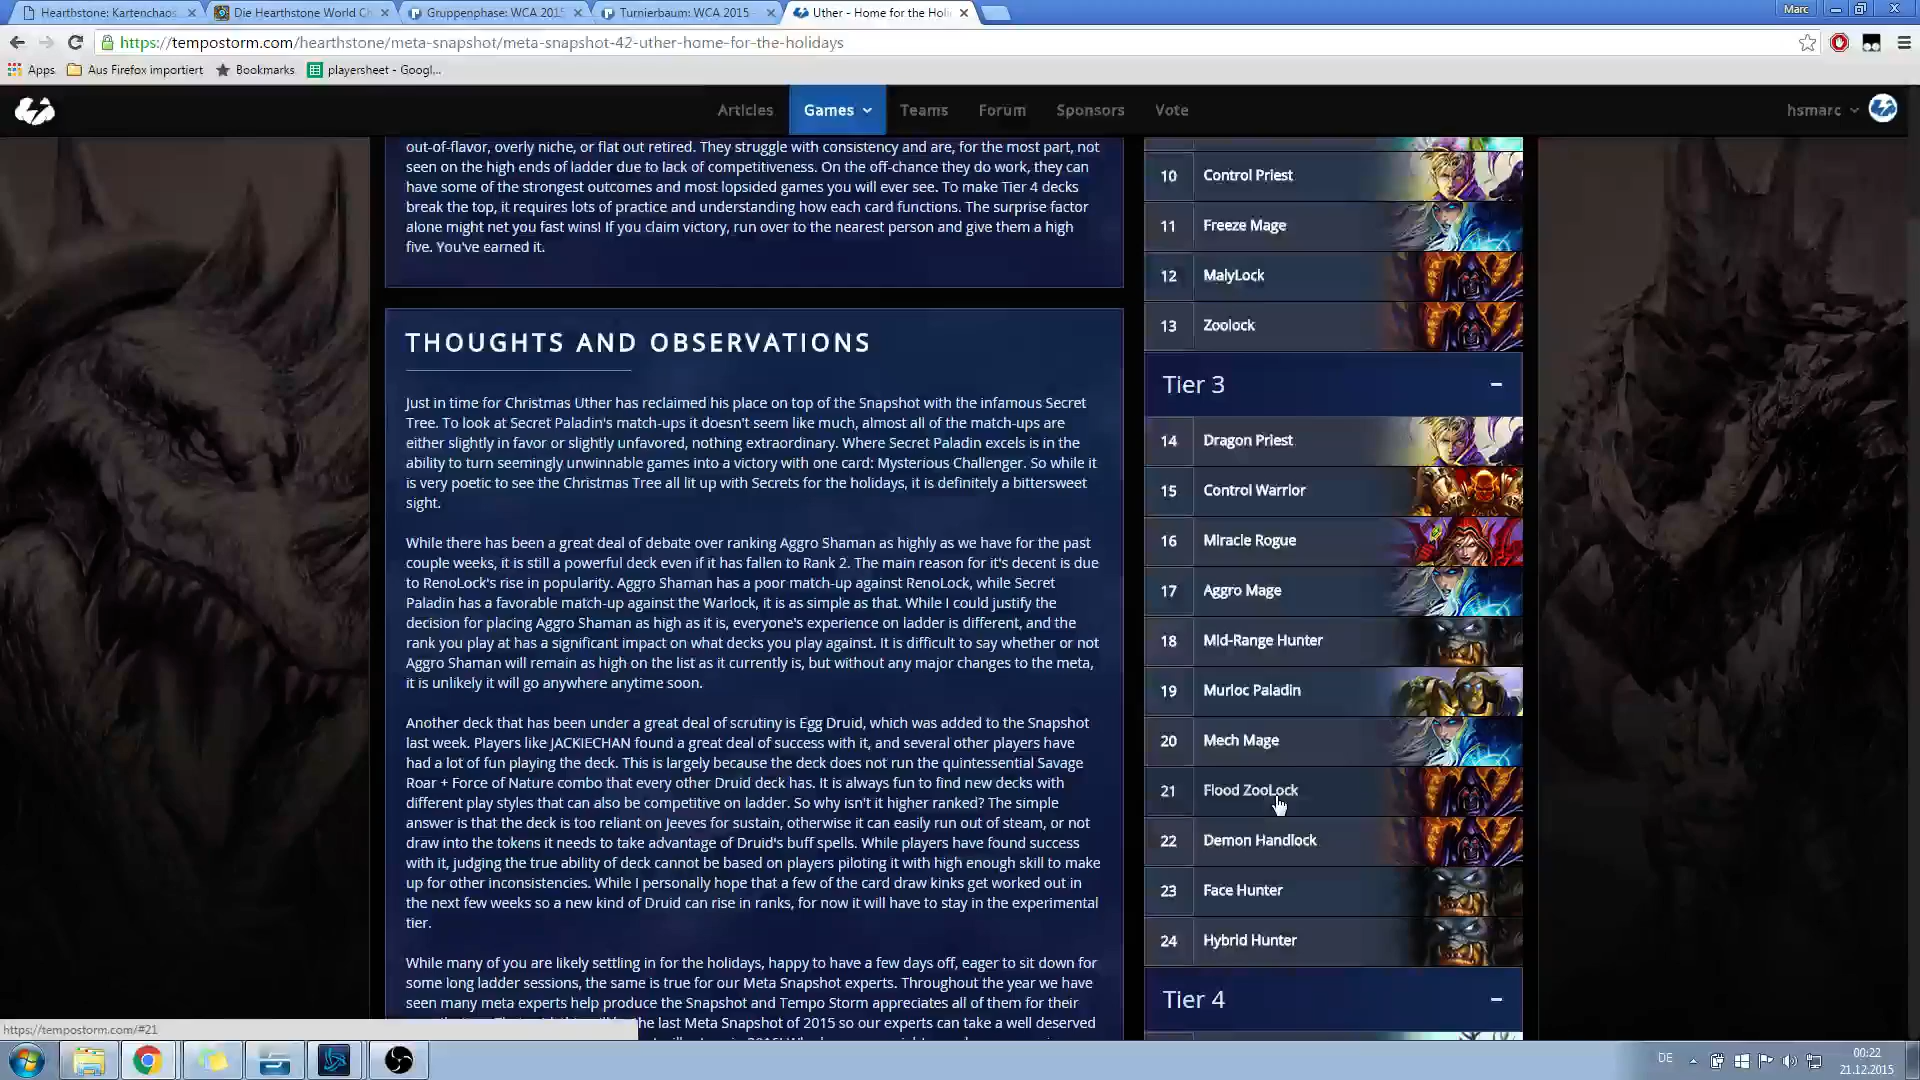 Hearthstone: Kartenchaos
Die Hearthstone World Ch
Gruppenphase: WCA 2015
Turnierbaum: WCA 2015 -
Uther - Home for the Holi
Marc
https://tempostorm.com/hearthstone/meta-snapshot/meta-snapshot-42-uther-home-for-the-holidays
Apps
Aus Firefox importiert
Bookmarks
playersheet - Googl...
Articles
Games
Teams
Forum
Sponsors
Vote
hsmarc
out-of-flavor, overly niche, or flat out retired. They struggle with consistency and are, for the most part, not
seen on the high ends of ladder due to lack of competitiveness. On the off-chance they do work, they can
have some of the strongest outcomes and most lopsided games you will ever see. To make Tier 4 decks
break the top, it requires lots of practice and understanding how each card functions. The surprise factor
alone might net you fast wins! If you claim victory, run over to the nearest person and give them a high
five. You've earned it.
THOUGHTS AND OBSERVATIONS
Just in time for Christmas Uther has reclaimed his place on top of the Snapshot with the infamous Secret
Tree. To look at Secret Paladin's match-ups it doesn't seem like much, almost all of the match-ups are
either slightly in favor or slightly unfavored, nothing extraordinary. Where Secret Paladin excels is in the
ability to turn seemingly unwinnable games into a victory with one card: Mysterious Challenger. So while it
is very poetic to see the Christmas Tree all lit up with Secrets for the holidays, it is definitely a bittersweet
sight.
While there has been a great deal of debate over ranking Aggro Shaman as highly as we have for the past
couple weeks, it is still a powerful deck even if it has fallen to Rank 2. The main reason for it's decent is due
to RenoLock's rise in popularity. Aggro Shaman has a poor match-up against RenoLock, while Secret
Paladin has a favorable match-up against the Warlock, it is as simple as that. While I could justify the
decision for placing Aggro Shaman as high as it is, everyone's experience on ladder is different, and the
rank you play at has a significant impact on what decks you play against. It is difficult to say whether or not
Aggro Shaman will remain as high on the list as it currently is, but without any major changes to the meta,
it is unlikely it will go anywhere anytime soon.
Another deck that has been under a great deal of scrutiny is Egg Druid, which was added to the Snapshot
last week. Players like JACKIECHAN found a great deal of success with it, and several other players have
had a lot of fun playing the deck. This is largely because the deck does not run the quintessential Savage
Roar + Force of Nature combo that every other Druid deck has. It is always fun to find new decks with
different play styles that can also be competitive on ladder. So why isn't it higher ranked? The simple
answer is that the deck is too reliant on Jeeves for sustain, otherwise it can easily run out of steam, or not
draw into the tokens it needs to take advantage of Druid's buff spells. While players have found success
with it, judging the true ability of deck cannot be based on players piloting it with high enough skill to make
up for other inconsistencies. While I personally hope that a few of the card draw kinks get worked out in
the next few weeks so a new kind of Druid can rise in ranks, for now it will have to stay in the experimental
tier.
While many of you are likely settling in for the holidays, happy to have a few days off, eager to sit down for
some long ladder sessions, the same is true for our Meta Snapshot experts. Throughout the year we have
seen many meta experts help produce the Snapshot and Tempo Storm appreciates all of them for their
the last Meta Snapshot of 2015 so our experts can take a well deserved
10 Control Priest
11 Freeze Mage
12 MalyLock
13 Zoolock
Tier 3
14 Dragon Priest
15 Control Warrior
16 Miracle Rogue
17 Aggro Mage
18 Mid-Range Hunter
19 Murloc Paladin
20 Mech Mage
21 Flood ZooLock
22 Demon Handlock
23 Face Hunter
24 Hybrid Hunter
Tier 4
https://tempostorm.com/#21
DE
00:22
21.12.2015